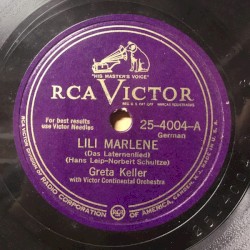 "HIS MASTER'S VOICE"
RCA VICTOR
For best results
use Victor Needles
25-4004-A
German
LILI MARLENE
(Das Laternenlied)
(Hans Leip-Norbert Schultze)
Greta Keller
with Victor Continental Orchestra
RCA